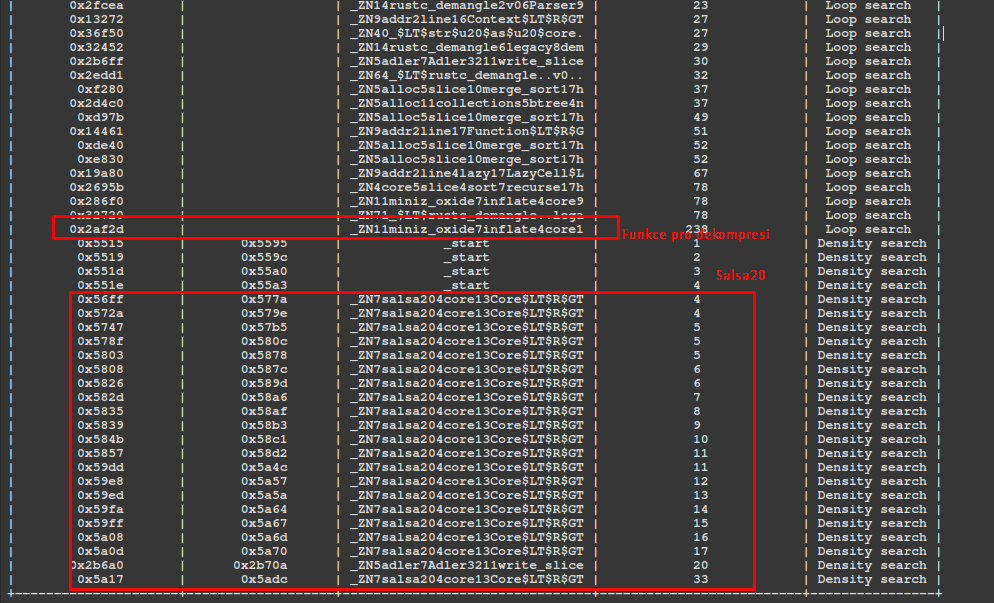 | 0x2fcea | | _ZN14rustc_demangle2v06Parser9 | 23 | Loop search |
| 0x13272 | | _ZN9addr2line16Context$LT$R$GT | 27 | Loop search |
| 0x36f50 | | _ZN40_$LT$str$u20$as$u20$core. | 27 | Loop search |
| 0x32452 | | _ZN14rustc_demangle6legacy8dem | 29 | Loop search |
| 0x2b6ff | | _ZN5adler7Adler3211write_slice | 30 | Loop search |
| 0x2edd1 | | _ZN64_$LT$rustc_demangle..v0.. | 32 | Loop search |
| 0xf280 | | _ZN5alloc5slice10merge_sort17h | 37 | Loop search |
| 0x2d4c0 | | _ZN5alloc11collections5btree4n | 37 | Loop search |
| 0xd97b | | _ZN5alloc5slice10merge_sort17h | 49 | Loop search |
| 0x14461 | | _ZN9addr2line17Function$LT$R$G | 51 | Loop search |
| 0xde40 | | _ZN5alloc5slice10merge_sort17h | 52 | Loop search |
| 0xe830 | | _ZN5alloc5slice10merge_sort17h | 52 | Loop search |
| 0x19a80 | | _ZN9addr2line4lazy17LazyCell$L | 67 | Loop search |
| 0x2695b | | _ZN4core5slice4sort7recurse17h | 78 | Loop search |
| 0x286f0 | | _ZN11miniz_oxide7inflate4core9 | 78 | Loop search |
| 0x32720 | | _ZN71_$LT$rustc_demangle..lega | 78 | Loop search |
| 0x2af2d | | _ZN11miniz_oxide7inflate4core1 | 238 | Loop search |
Funkce pro dekompresi
| 0x5515 | 0x5595 | _start | 1 | Density search |
| 0x5519 | 0x559c | _start | 2 | Density search |
| 0x551d | 0x55a0 | _start | 3 | Density search |
Salsa20
| 0x551e | 0x55a3 | _start | 4 | Density search |
| 0x56ff | 0x577a | _ZN7salsa204core13Core$LT$R$GT | 4 | Density search |
| 0x572a | 0x579e | _ZN7salsa204core13Core$LT$R$GT | 4 | Density search |
| 0x5747 | 0x57b5 | _ZN7salsa204core13Core$LT$R$GT | 5 | Density search |
| 0x578f | 0x580c | _ZN7salsa204core13Core$LT$R$GT | 5 | Density search |
| 0x5803 | 0x5878 | _ZN7salsa204core13Core$LT$R$GT | 5 | Density search |
| 0x5808 | 0x587c | _ZN7salsa204core13Core$LT$R$GT | 6 | Density search |
| 0x5826 | 0x589d | _ZN7salsa204core13Core$LT$R$GT | 6 | Density search |
| 0x582d | 0x58a6 | _ZN7salsa204core13Core$LT$R$GT | 7 | Density search |
| 0x5835 | 0x58af | _ZN7salsa204core13Core$LT$R$GT | 8 | Density search |
| 0x5839 | 0x58b3 | _ZN7salsa204core13Core$LT$R$GT | 9 | Density search |
| 0x584b | 0x58c1 | _ZN7salsa204core13Core$LT$R$GT | 10 | Density search |
| 0x5857 | 0x58d2 | _ZN7salsa204core13Core$LT$R$GT | 11 | Density search |
| 0x59dd | 0x5a4c | _ZN7salsa204core13Core$LT$R$GT | 11 | Density search |
| 0x59e8 | 0x5a57 | _ZN7salsa204core13Core$LT$R$GT | 12 | Density search |
| 0x59ed | 0x5a5a | _ZN7salsa204core13Core$LT$R$GT | 13 | Density search |
| 0x59fa | 0x5a64 | _ZN7salsa204core13Core$LT$R$GT | 14 | Density search |
| 0x59ff | 0x5a67 | _ZN7salsa204core13Core$LT$R$GT | 15 | Density search |
| 0x5a08 | 0x5a6d | _ZN7salsa204core13Core$LT$R$GT | 16 | Density search |
| 0x5a0d | 0x5a70 | _ZN7salsa204core13Core$LT$R$GT | 17 | Density search |
| 0x2b6a0 | 0x2b70a | _ZN5adler7Adler3211write_slice | 20 | Density search |
| 0x5a17 | 0x5adc | _ZN7salsa204core13Core$LT$R$GT | 33 | Density search |